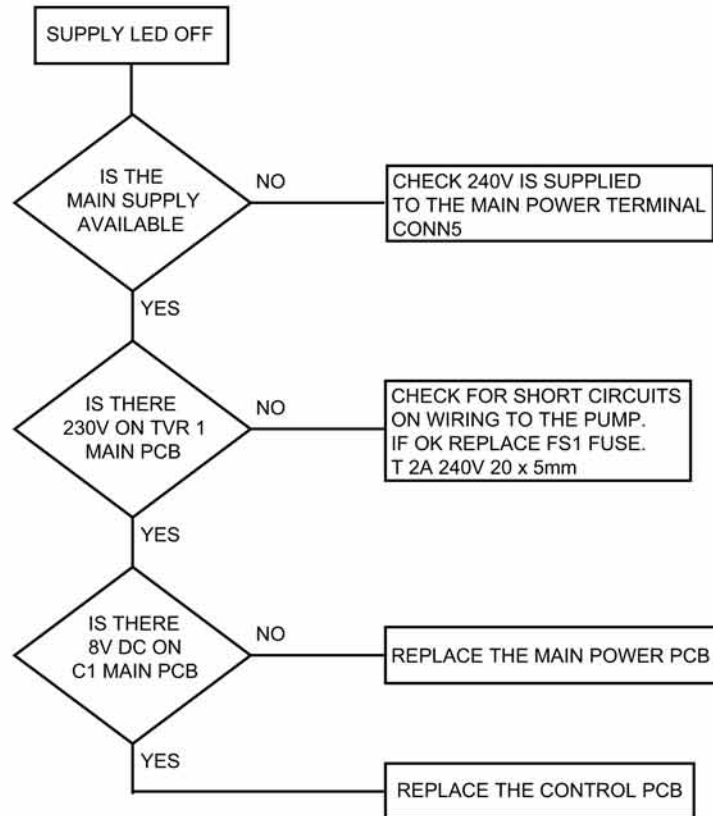 SUPPLY LED OFF
IS THE
MAIN SUPPLY
AVAILABLE
NO
CHECK 240V IS SUPPLIED
TO THE MAIN POWER TERMINAL
CONN5
YES
IS THERE
230V ON TVR 1
MAIN PCB
NO
CHECK FOR SHORT CIRCUITS
ON WIRING TO THE PUMP.
IF OK REPLACE FS1 FUSE.
T 2A 240V 20 x 5mm
YES
IS THERE
8V DC ON
C1 MAIN PCB
NO
REPLACE THE MAIN POWER PCB
YES
REPLACE THE CONTROL PCB